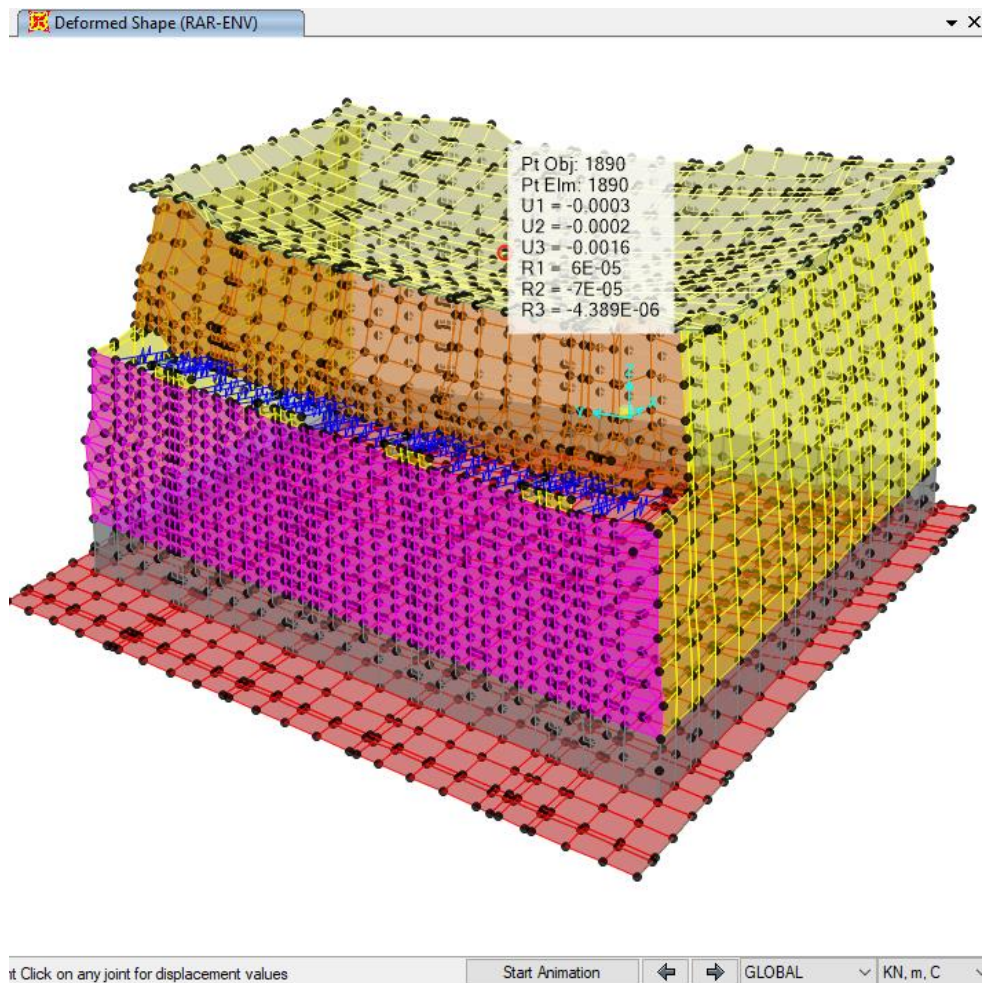 Deformed Shape (RAR-ENV)
Pt Obj: 1890
Pt Elm: 1890
U1 = -0.0003
U2 = -0.0002
U3 = -0.0016
R1 = 6E-05
R2 = -7E-05
R3 = -4.389E-06
Z
Y
X
nt Click on any joint for displacement values
Start Animation
GLOBAL
KN, m, C